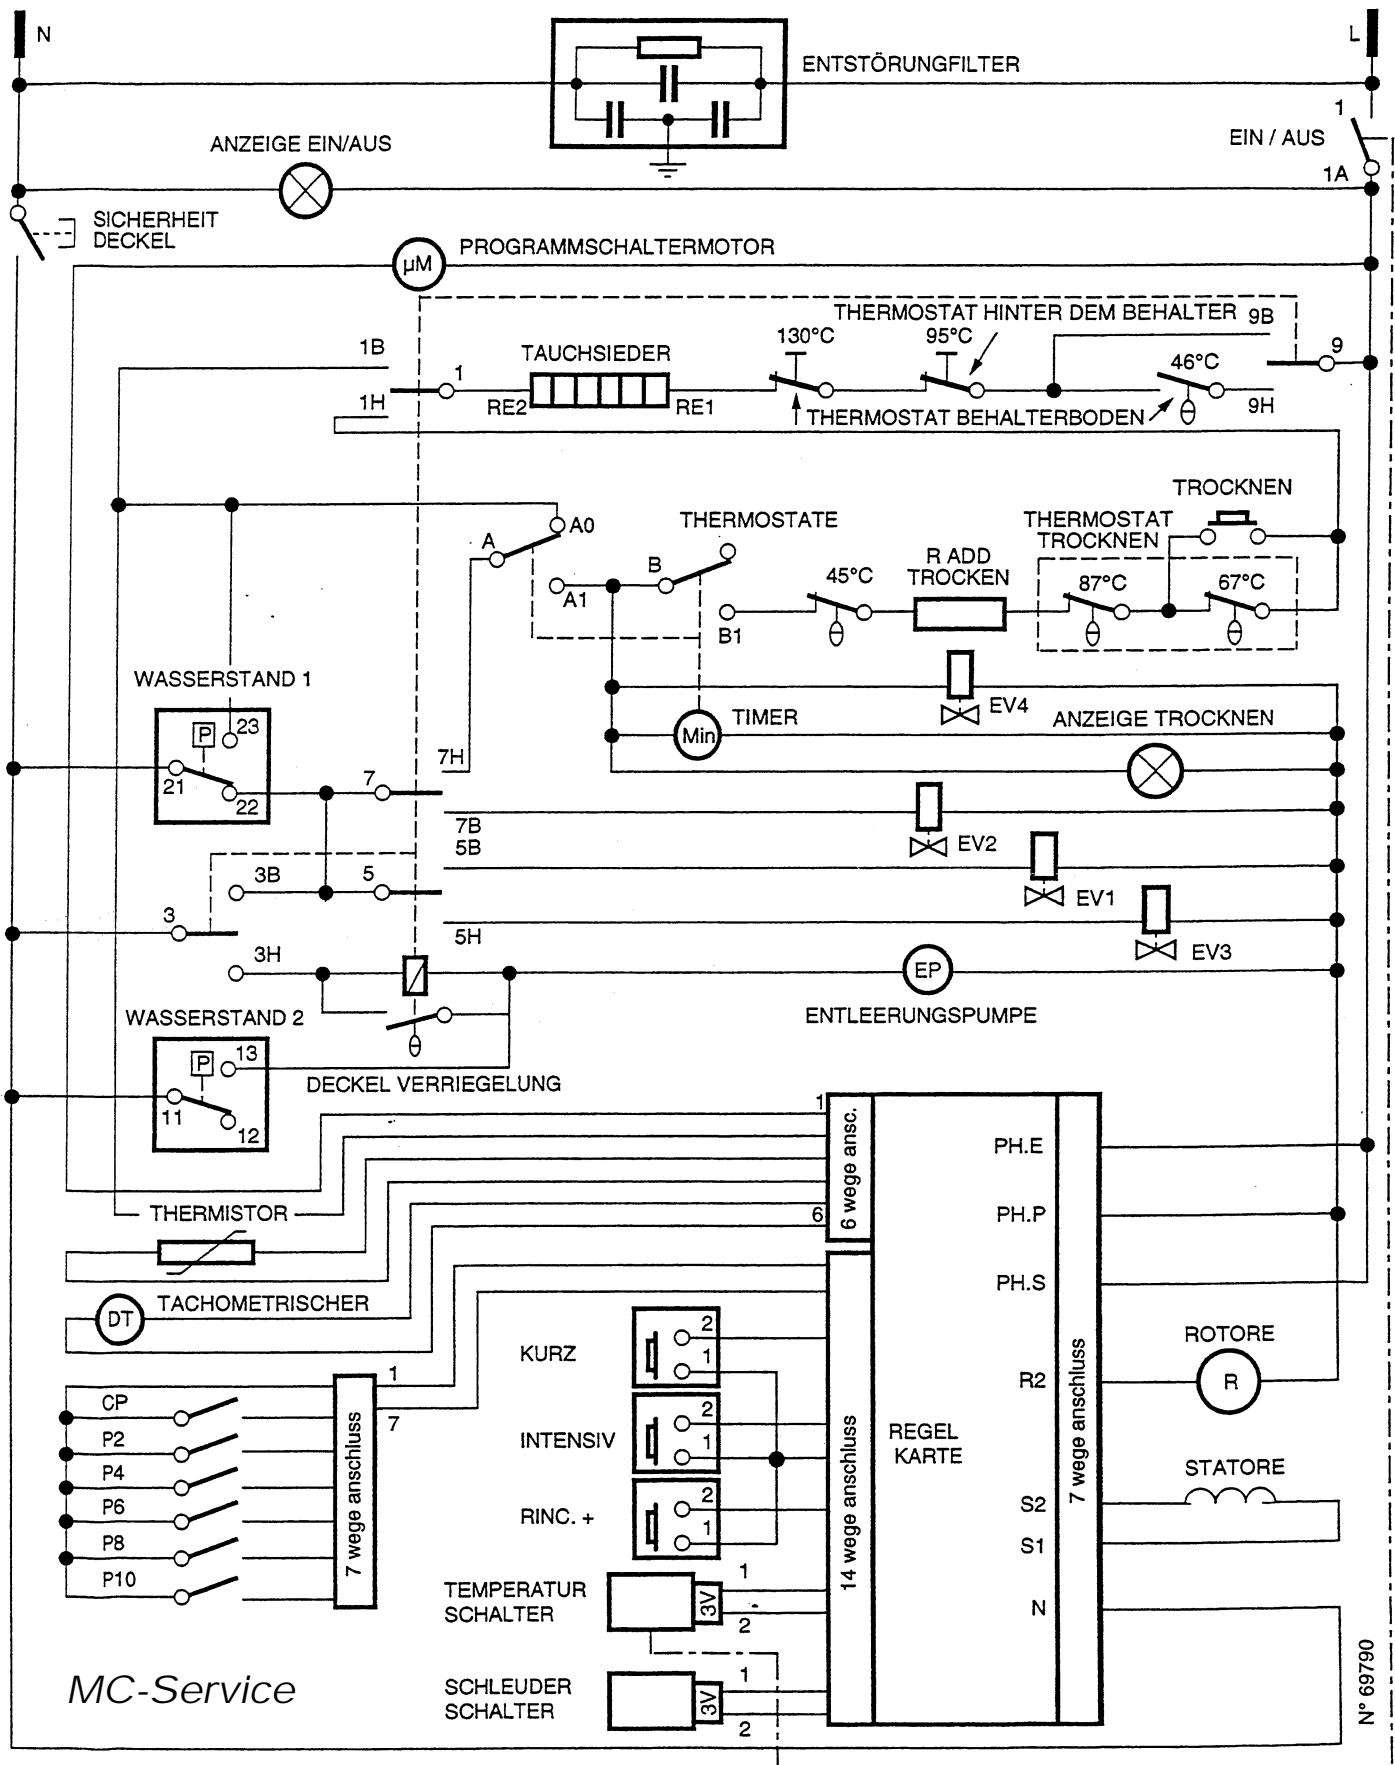 N
L
ENTSTÖRUNGFILTER
1
EIN / AUS
1A
ANZEIGE EIN/AUS
SICHERHEIT
DECKEL
µM
PROGRAMMSCHALTERMOTOR
THERMOSTAT HINTER DEM BEHALTER
9B
130°C
95°C
9
1B
TAUCHSIEDER
46°C
1
1H
RE2
RE1
THERMOSTAT BEHALTERBODEN
9H
TROCKNEN
A0
THERMOSTATE
THERMOSTAT
TROCKNEN
A
B
R ADD
TROCKEN
45°C
87°C
67°C
A1
B1
WASSERSTAND 1
EV4
P
23
Min
TIMER
ANZEIGE TROCKNEN
7H
21
22
7
7B
5B
EV2
3B
5
EV1
3
5H
3H
EV3
EP
WASSERSTAND 2
ENTLEERUNGSPUMPE
P
13
DECKEL VERRIEGELUNG
11
12
1
6 wege ansc.
6
PH.E
PH.P
PH.S
THERMISTOR
DT
TACHOMETRISCHER
KURZ
2
1
ROTORE
R2
R
1
7
7 wege anschluss
CP
P2
P4
P6
P8
P10
INTENSIV
2
1
14 wege anschluss
REGEL
KARTE
7 wege anschluss
STATORE
S2
S1
RINC. +
2
1
TEMPERATUR
SCHALTER
3V
1
2
N
SCHLEUDER
SCHALTER
3V
1
2
MC-Service
N° 69790